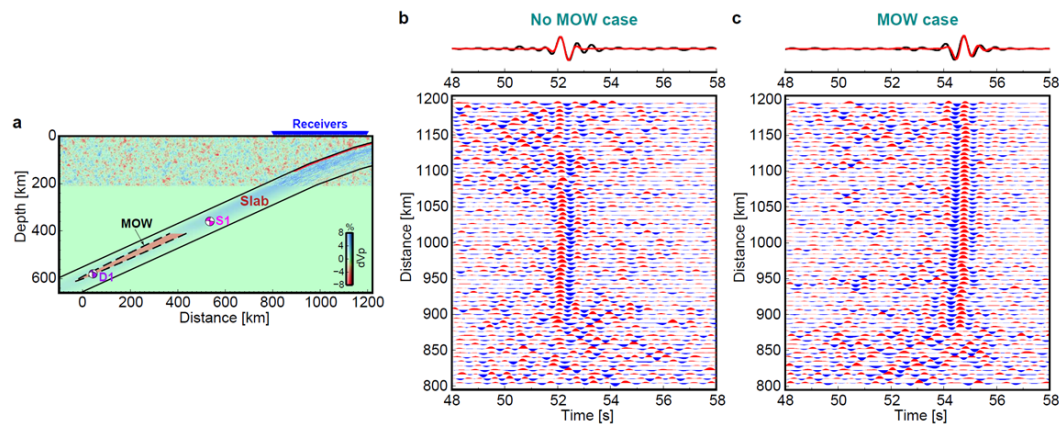 b
No MOW case
c
MOW case
48 50 52 54 56 58
48 50 52 54 56 58
a
Receivers
0
200
400
600
Depth [km]
MOW
Slab
S1
D1
%
8
4
0
−4
−8
dVp
0 200 400 600 800 1000 1200
Distance [km]
1200
1150
1100
1050
1000
950
900
850
800
Distance [km]
48 50 52 54 56 58
Time [s]
1200
1150
1100
1050
1000
950
900
850
800
Distance [km]
48 50 52 54 56 58
Time [s]